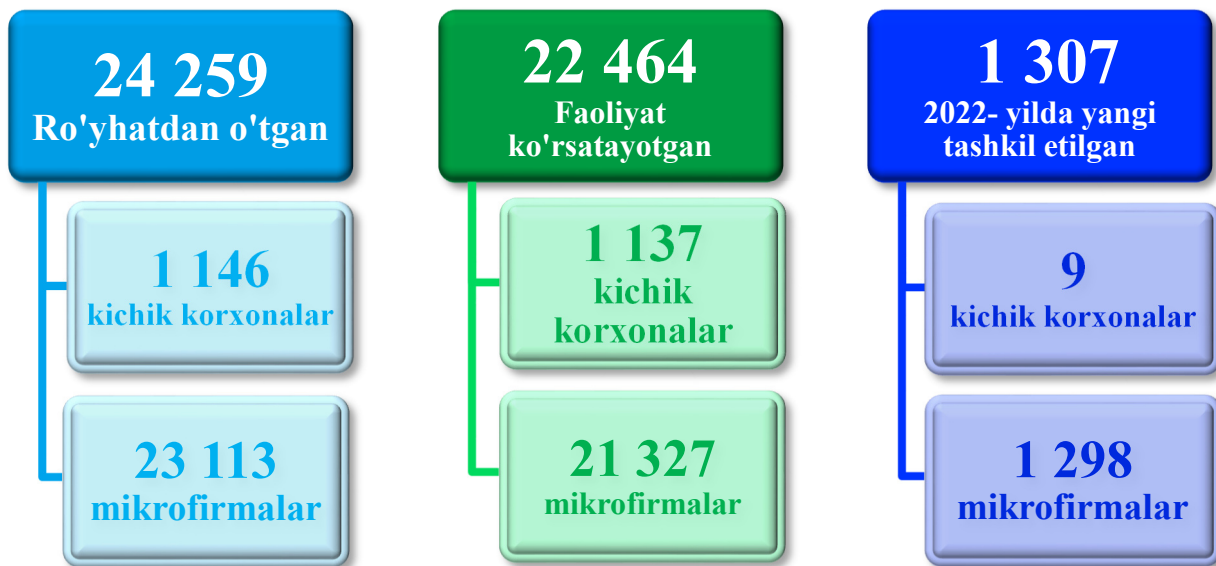 24 259
Ro'yhatdan o'tgan
1 146
kichik korxonalar
23 113
mikrofirmalar
22 464
Faoliyat
ko'rsatayotgan
1 137
kichik
korxonalar
21 327
mikrofirmalar
1 307
2022- yilda yangi
tashkil etilgan
9
kichik korxonalar
1 298
mikrofirmalar